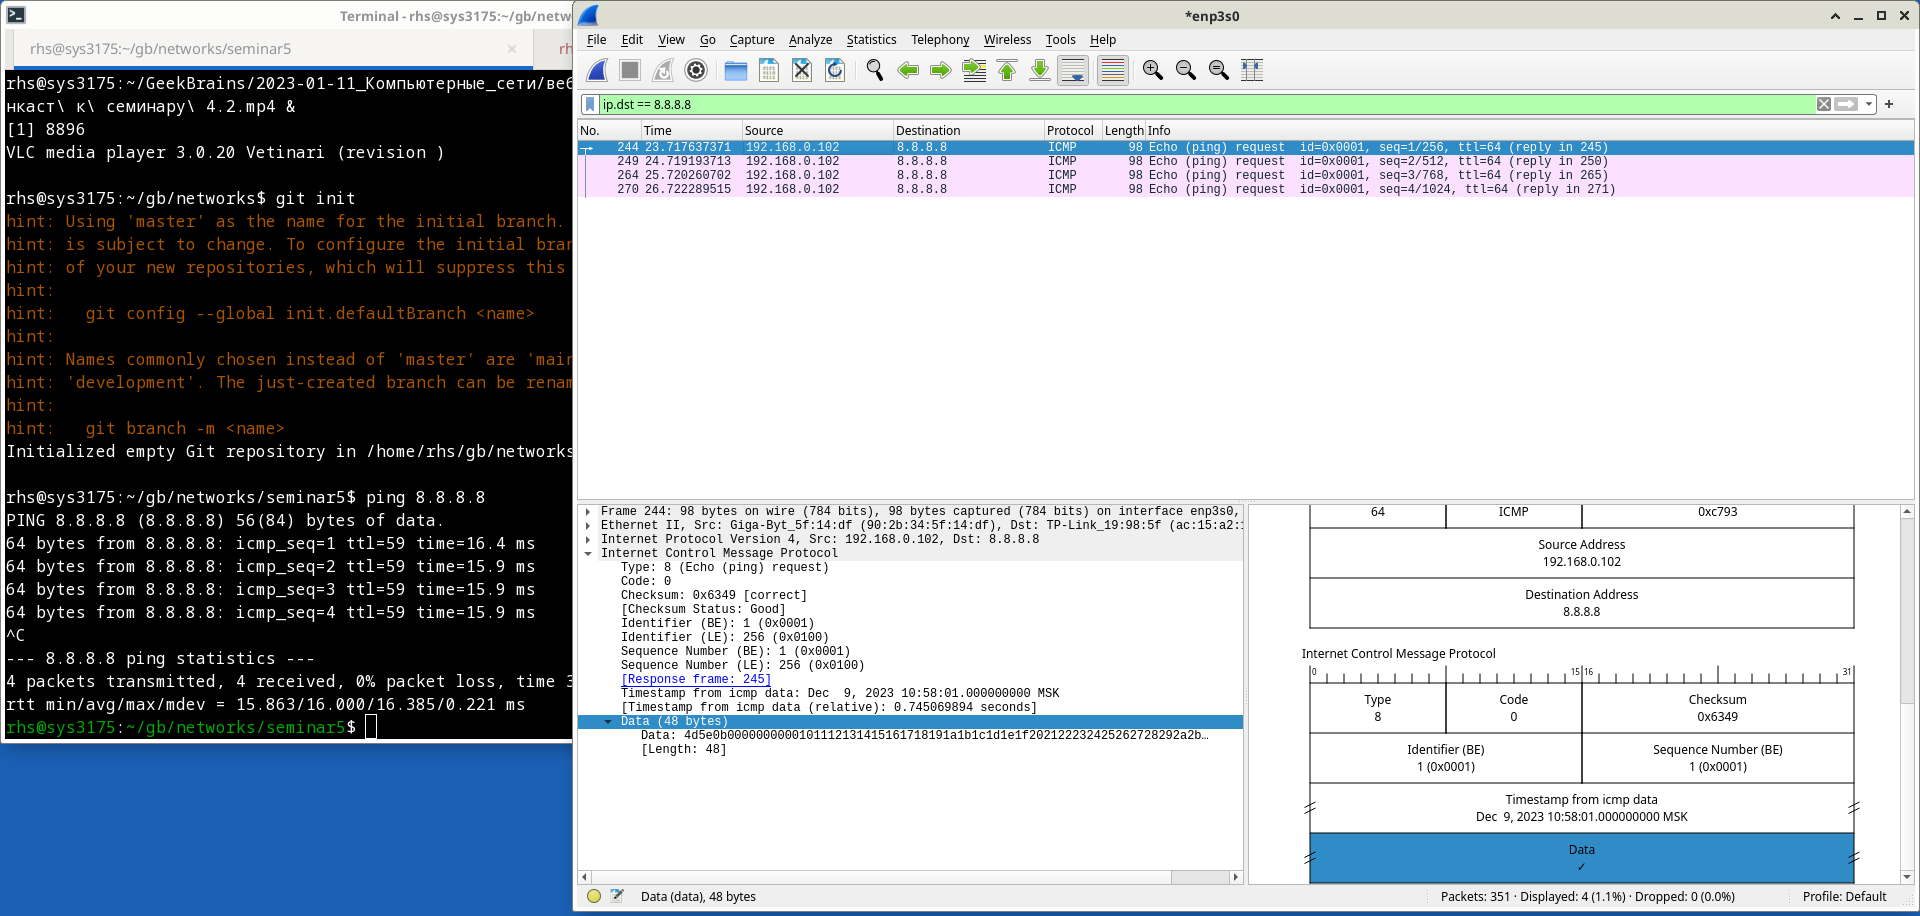 Terminal - rhs@sys3175:~/gb/netw
rhs@sys3175:~/gb/networks/seminar5
rh
rhs@sys3175:~/GeekBrains/2023-01-11_Компьютерные_сети/веб
нкаст\ к\ семинару\ 4.2.mp4 &
[1] 8896
VLC media player 3.0.20 Vetinari (revision )
rhs@sys3175:~/gb/networks$ git init
hint: Using 'master' as the name for the initial branch.
hint: is subject to change. To configure the initial bran
hint: of your new repositories, which will suppress this
hint:
hint:   git config --global init.defaultBranch <name>
hint:
hint: Names commonly chosen instead of 'master' are 'main
hint: 'development'. The just-created branch can be renam
hint:
hint:   git branch -m <name>
Initialized empty Git repository in /home/rhs/gb/networks
rhs@sys3175:~/gb/networks/seminar5$ ping 8.8.8.8
PING 8.8.8.8 (8.8.8.8) 56(84) bytes of data.
64 bytes from 8.8.8.8: icmp_seq=1 ttl=59 time=16.4 ms
64 bytes from 8.8.8.8: icmp_seq=2 ttl=59 time=15.9 ms
64 bytes from 8.8.8.8: icmp_seq=3 ttl=59 time=15.9 ms
64 bytes from 8.8.8.8: icmp_seq=4 ttl=59 time=15.9 ms
^C
--- 8.8.8.8 ping statistics ---
4 packets transmitted, 4 received, 0% packet loss, time 3
rtt min/avg/max/mdev = 15.863/16.000/16.385/0.221 ms
rhs@sys3175:~/gb/networks/seminar5$
*enp3s0
File Edit View Go Capture Analyze Statistics Telephony Wireless Tools Help
ip.dst == 8.8.8.8
No. Time Source Destination Protocol Length Info
244 23.717637371 192.168.0.102 8.8.8.8 ICMP 98 Echo (ping) request id=0x0001, seq=1/256, ttl=64 (reply in 245)
249 24.719193713 192.168.0.102 8.8.8.8 ICMP 98 Echo (ping) request id=0x0001, seq=2/512, ttl=64 (reply in 250)
264 25.720260702 192.168.0.102 8.8.8.8 ICMP 98 Echo (ping) request id=0x0001, seq=3/768, ttl=64 (reply in 265)
270 26.722289515 192.168.0.102 8.8.8.8 ICMP 98 Echo (ping) request id=0x0001, seq=4/1024, ttl=64 (reply in 271)
Frame 244: 98 bytes on wire (784 bits), 98 bytes captured (784 bits) on interface enp3s0,
Ethernet II, Src: Giga-Byt_5f:14:df (90:2b:34:5f:14:df), Dst: TP-Link_19:98:5f (ac:15:a2:1
Internet Protocol Version 4, Src: 192.168.0.102, Dst: 8.8.8.8
Internet Control Message Protocol
Type: 8 (Echo (ping) request)
Code: 0
Checksum: 0x6349 [correct]
[Checksum Status: Good]
Identifier (BE): 1 (0x0001)
Identifier (LE): 256 (0x0100)
Sequence Number (BE): 1 (0x0001)
Sequence Number (LE): 256 (0x0100)
[Response frame: 245]
Timestamp from icmp data: Dec  9, 2023 10:58:01.000000000 MSK
[Timestamp from icmp data (relative): 0.745069894 seconds]
Data (48 bytes)
Data: 4d5e0b0000000000101112131415161718191a1b1c1d1e1f202122232425262728292a2b…
[Length: 48]
64 ICMP 0xc793
Source Address
192.168.0.102
Destination Address
8.8.8.8
Internet Control Message Protocol
0 15 16 31
Type Code Checksum
8 0 0x6349
Identifier (BE) Sequence Number (BE)
1 (0x0001) 1 (0x0001)
Timestamp from icmp data
Dec  9, 2023 10:58:01.000000000 MSK
Data
✓
Data (data), 48 bytes
Packets: 351 · Displayed: 4 (1.1%) · Dropped: 0 (0.0%)
Profile: Default